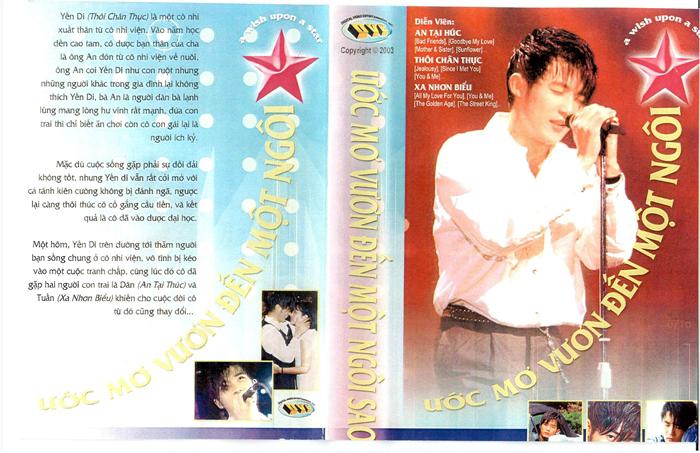 Yên Di (Thôi Chân Thục) là một cô nhi
xuất thân từ cô nhi viện. Vào năm học
đến cao tam, cô được bạn thân của cha
là ông An đón từ cô nhi viện về nuôi,
ông An coi Yên Di như con ruột nhưng
những người khác trong gia đình lại không
thích Yên Di, bà An là người đàn bà lạnh
lùng mang lòng hư vinh rất mạnh, đứa con
trai thì chỉ biết ăn chơi còn cô gái lại là
người ích kỷ.
Mặc dù cuộc sống gặp phải sự đối đãi
không tốt, nhưng Yên Di vẫn rất cởi mở với
cá tánh kiên cường không bị đánh ngã, ngược
lại càng thôi thúc cô gắng cầu tiến, và kết
quả là cô đã vào được đại học.
Một hôm, Yên Di trên đường tới thăm người
bạn sống chung ở cô nhi viện, vô tình bị kéo
vào một cuộc tranh chấp, cùng lúc đó cô đã
gặp hai người con trai là Dân (An Tại Thúc) và
Tuấn (Xa Nhơn Biểu) khiến cho cuộc đời cô
từ đó cũng thay đổi...
a wish upon a star
ƯỚC MƠ VƯƠN ĐẾN MỘT NGÔI
ƯỚC MƠ VƯƠN ĐẾN MỘT NGÔI SAO
Copyright © 2003
Diễn Viên:
AN TẠI HÚC
[Bad Friends], [Goodbye My Love]
[Mother & Sister], [Sunflower]...
THÔI CHÂN THỤC
[Jealousy], [Since I Met You]
[You & Me]...
XA NHƠN BIỂU
[All My Love For You], [You & Me]
[The Golden Age], [The Street King]...
a wish upon a star
ƯỚC MƠ VƯƠN ĐẾN MỘT NGÔI